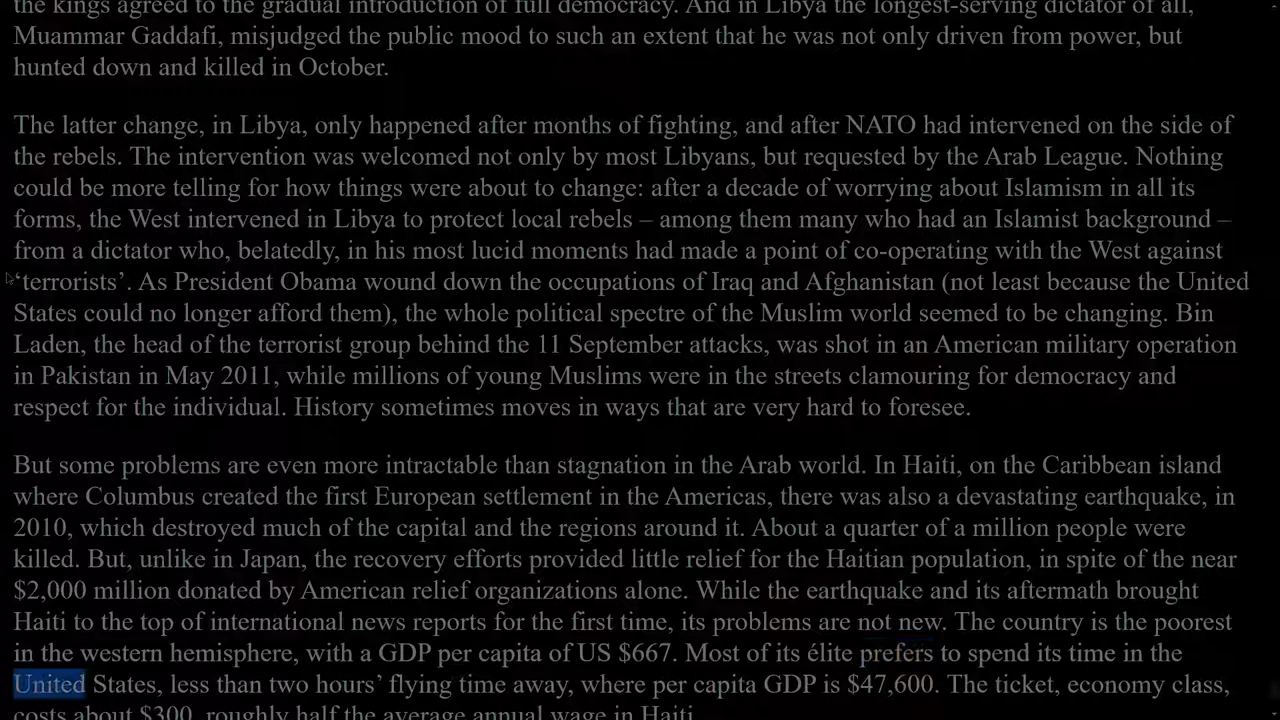 the kings agreed to the gradual introduction of full democracy. And in Libya the longest-serving dictator of all,
Muammar Gaddafi, misjudged the public mood to such an extent that he was not only driven from power, but
hunted down and killed in October.
The latter change, in Libya, only happened after months of fighting, and after NATO had intervened on the side of
the rebels. The intervention was welcomed not only by most Libyans, but requested by the Arab League. Nothing
could be more telling for how things were about to change: after a decade of worrying about Islamism in all its
forms, the West intervened in Libya to protect local rebels – among them many who had an Islamist background –
from a dictator who, belatedly, in his most lucid moments had made a point of co-operating with the West against
‘terrorists’. As President Obama wound down the occupations of Iraq and Afghanistan (not least because the United
States could no longer afford them), the whole political spectre of the Muslim world seemed to be changing. Bin
Laden, the head of the terrorist group behind the 11 September attacks, was shot in an American military operation
in Pakistan in May 2011, while millions of young Muslims were in the streets clamouring for democracy and
respect for the individual. History sometimes moves in ways that are very hard to foresee.
But some problems are even more intractable than stagnation in the Arab world. In Haiti, on the Caribbean island
where Columbus created the first European settlement in the Americas, there was also a devastating earthquake, in
2010, which destroyed much of the capital and the regions around it. About a quarter of a million people were
killed. But, unlike in Japan, the recovery efforts provided little relief for the Haitian population, in spite of the near
$2,000 million donated by American relief organizations alone. While the earthquake and its aftermath brought
Haiti to the top of international news reports for the first time, its problems are not new. The country is the poorest
in the western hemisphere, with a GDP per capita of US $667. Most of its élite prefers to spend its time in the
United States, less than two hours’ flying time away, where per capita GDP is $47,600. The ticket, economy class,
costs about $300, roughly half the average annual wage in Haiti.